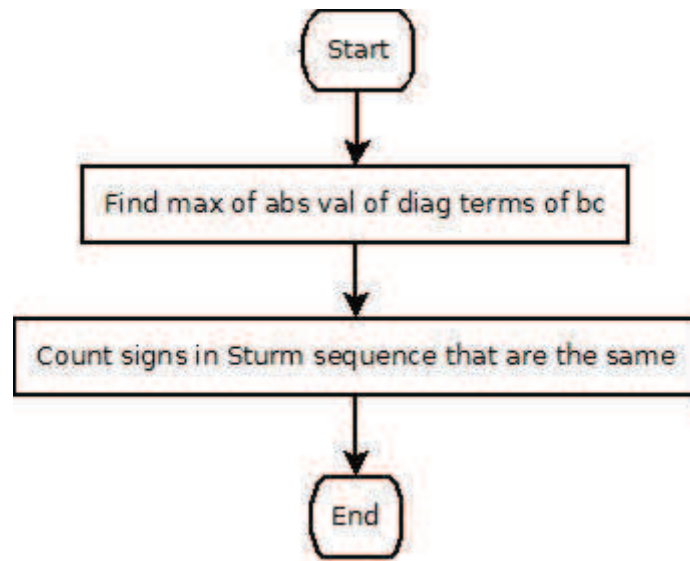 Start
Find max of abs val of diag terms of bc
Count signs in Sturm sequence that are the same
End